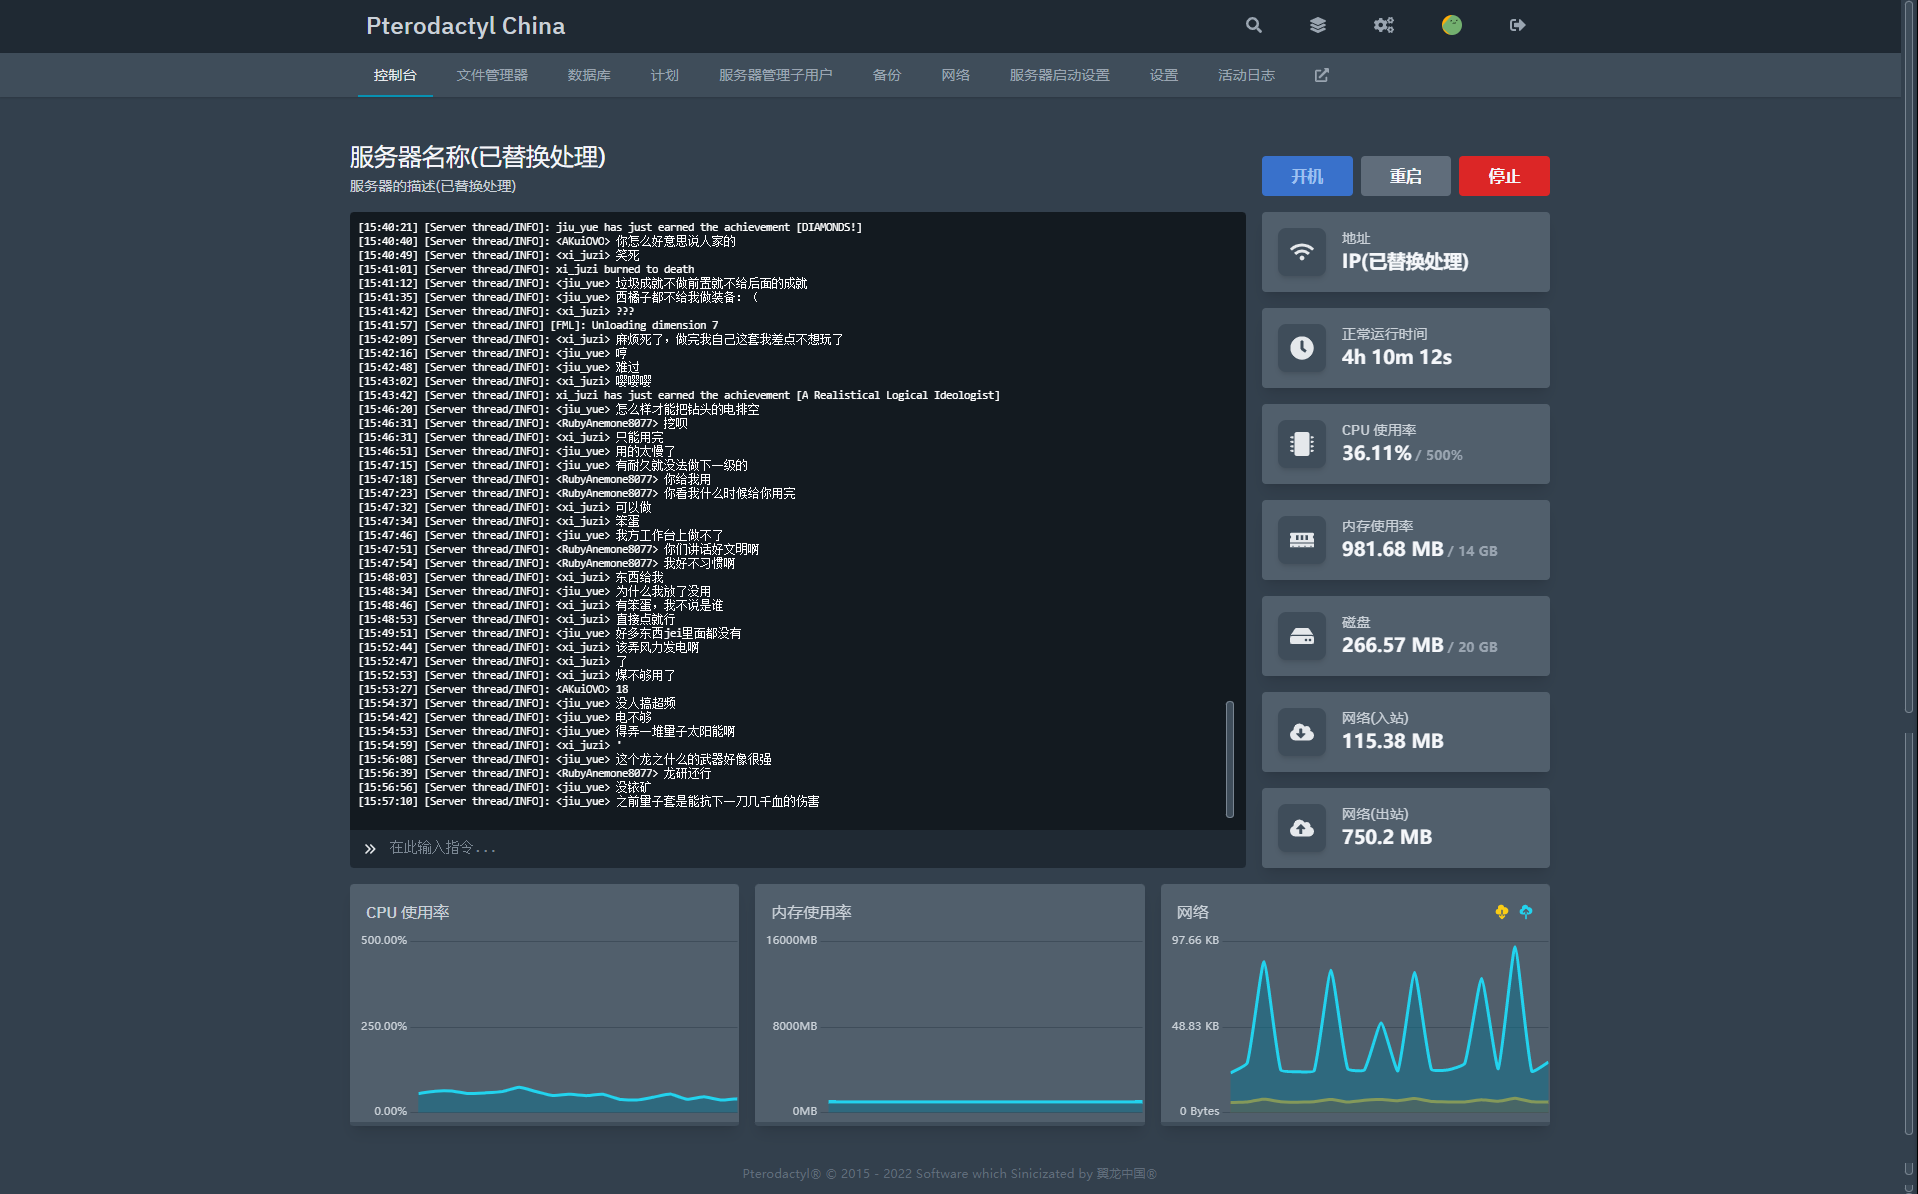 Pterodactyl China
控制台 文件管理器 数据库 计划 服务器管理子用户 备份 网络 服务器启动设置 设置 活动日志
服务器名称(已替换处理)
服务器的描述(已替换处理)
开机 重启 停止
[15:40:21] [Server thread/INFO]: jiu_yue has just earned the achievement [DIAMONDS!]
[15:40:40] [Server thread/INFO]: <AKuiOVO> 你怎么好意思说人家的
[15:40:49] [Server thread/INFO]: <xi_juzi> 笑死
[15:41:01] [Server thread/INFO]: xi_juzi burned to death
[15:41:12] [Server thread/INFO]: <jiu_yue> 垃圾成就不做前置就不给后面的成就
[15:41:35] [Server thread/INFO]: <jiu_yue> 西橘子都不给我做装备：（
[15:41:42] [Server thread/INFO]: <xi_juzi> ???
[15:41:57] [Server thread/INFO] [FML]: Unloading dimension 7
[15:42:09] [Server thread/INFO]: <xi_juzi> 麻烦死了，做完我自己这套我差点不想玩了
[15:42:16] [Server thread/INFO]: <jiu_yue> 哼
[15:42:48] [Server thread/INFO]: <jiu_yue> 难过
[15:43:02] [Server thread/INFO]: <xi_juzi> 嘤嘤嘤
[15:43:42] [Server thread/INFO]: xi_juzi has just earned the achievement [A Realistical Logical Ideologist]
[15:46:20] [Server thread/INFO]: <jiu_yue> 怎么样才能把钻头的电排空
[15:46:31] [Server thread/INFO]: <RubyAnemone8077> 挖呗
[15:46:31] [Server thread/INFO]: <xi_juzi> 只能用完
[15:46:51] [Server thread/INFO]: <jiu_yue> 用的太慢了
[15:47:15] [Server thread/INFO]: <jiu_yue> 有耐久就没法做下一级的
[15:47:18] [Server thread/INFO]: <RubyAnemone8077> 你给我用
[15:47:23] [Server thread/INFO]: <RubyAnemone8077> 你看我什么时候给你用完
[15:47:32] [Server thread/INFO]: <xi_juzi> 可以做
[15:47:34] [Server thread/INFO]: <xi_juzi> 笨蛋
[15:47:46] [Server thread/INFO]: <jiu_yue> 我方工作台上做不了
[15:47:51] [Server thread/INFO]: <RubyAnemone8077> 你们讲话好文明啊
[15:47:54] [Server thread/INFO]: <RubyAnemone8077> 我好不习惯啊
[15:48:03] [Server thread/INFO]: <xi_juzi> 东西给我
[15:48:34] [Server thread/INFO]: <jiu_yue> 为什么我放了没用
[15:48:46] [Server thread/INFO]: <xi_juzi> 有笨蛋，我不说是谁
[15:48:53] [Server thread/INFO]: <xi_juzi> 直接点就行
[15:49:51] [Server thread/INFO]: <jiu_yue> 好多东西jei里面都没有
[15:52:44] [Server thread/INFO]: <xi_juzi> 该弄风力发电啊
[15:52:47] [Server thread/INFO]: <xi_juzi> 了
[15:52:53] [Server thread/INFO]: <xi_juzi> 煤不够用了
[15:53:27] [Server thread/INFO]: <AKuiOVO> 18
[15:54:37] [Server thread/INFO]: <jiu_yue> 没人搞超频
[15:54:42] [Server thread/INFO]: <jiu_yue> 电不够
[15:54:53] [Server thread/INFO]: <jiu_yue> 得弄一堆量子太阳能啊
[15:54:59] [Server thread/INFO]: <xi_juzi> '
[15:56:08] [Server thread/INFO]: <jiu_yue> 这个龙之什么的武器好像很强
[15:56:39] [Server thread/INFO]: <RubyAnemone8077> 龙研还行
[15:56:56] [Server thread/INFO]: <jiu_yue> 没铱矿
[15:57:10] [Server thread/INFO]: <jiu_yue> 之前量子套是能抗下一刀几千血的伤害
在此输入指令...
地址
IP(已替换处理)
正常运行时间
4h 10m 12s
CPU 使用率
36.11% / 500%
内存使用率
981.68 MB / 14 GB
磁盘
266.57 MB / 20 GB
网络(入站)
115.38 MB
网络(出站)
750.2 MB
CPU 使用率
500.00%
250.00%
0.00%
内存使用率
16000MB
8000MB
0MB
网络
97.66 KB
48.83 KB
0 Bytes
Pterodactyl® © 2015 - 2022 Software which Sinicizated by 翼龙中国®